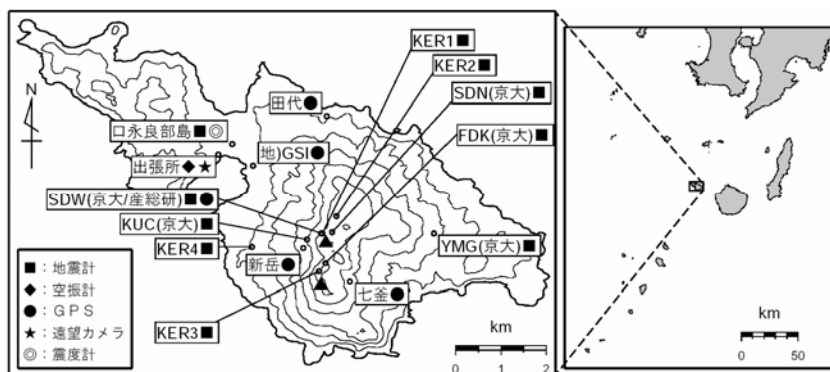 KER1■
KER2■
SDN(京大)■
FDK(京大)■
田代●
N
口永良部島■◎
地)GSI●
出張所◆★
SDW(京大/産総研)■●
KUC(京大)■
KER4■
新岳●
YMG(京大)■
七釜●
KER3■
■：地震計
◆：空振計
●：ＧＰＳ
★：遠望カメラ
◎：震度計
km
0 1 2
km
0 50